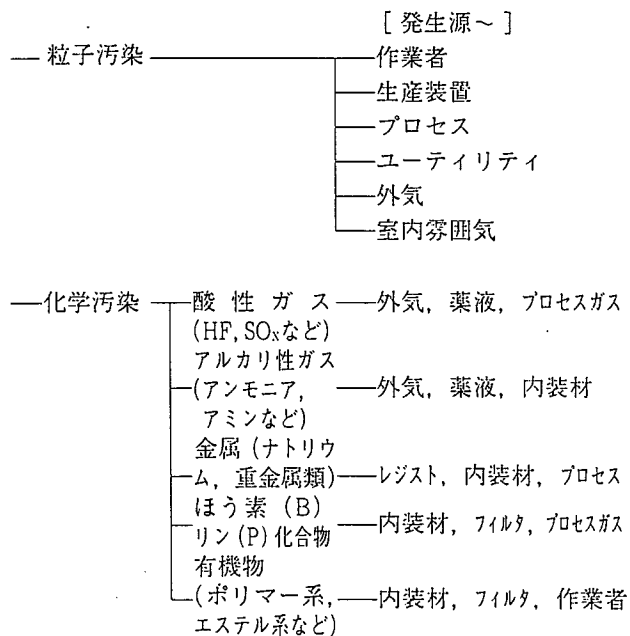 [発生源～]
粒子汚染 作業者
生産装置
プロセス
ユーティリティ
外気
室内雰囲気
化学汚染 酸性ガス 外気，薬液，プロセスガス
(HF, SOxなど)
アルカリ性ガス
(アンモニア， 外気，薬液，内装材
アミンなど)
金属(ナトリウ
ム，重金属類) レジスト，内装材，プロセス
ほう素(B)
リン(P)化合物 内装材，フィルタ，プロセスガス
有機物
(ポリマー系， 内装材，フィルタ，作業者
エステル系など)